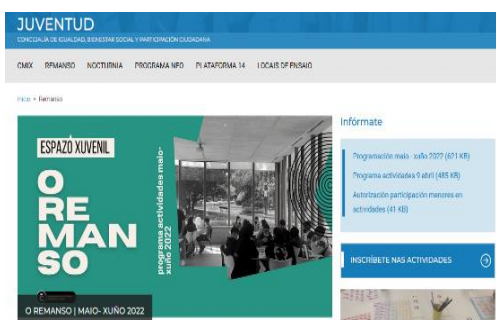 JUVENTUD
CONCEJALÍA DE IGUALDAD, BIENESTAR SOCIAL Y PARTICIPACIÓN CIUDADANA
CMIX REMANSO NOCTURNIA PROGRAMA NEO PLATAFORMA 14 LOCAIS DE ENSAIO
Inicio > Remanso
ESPAZO XUVENIL
O
RE
MAN
SO
programa actividades maio-
xuño 2022
O REMANSO | MAIO- XUÑO 2022
Infórmate
Programación maio - xuño 2022 (621 KB)
Programa actividades 9 abril (485 KB)
Autorización participación menores en
actividades (41 KB)
INSCRÍBETE NAS ACTIVIDADES